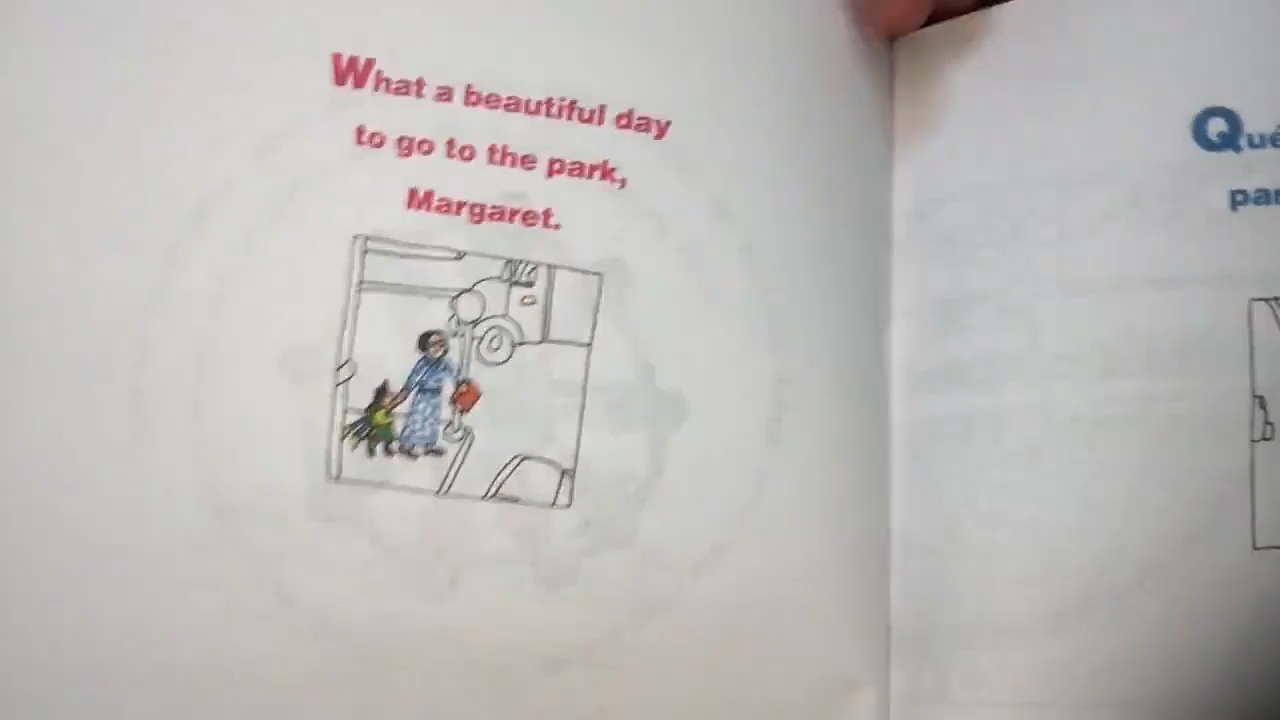 What a beautiful day
to go to the park,
Margaret.